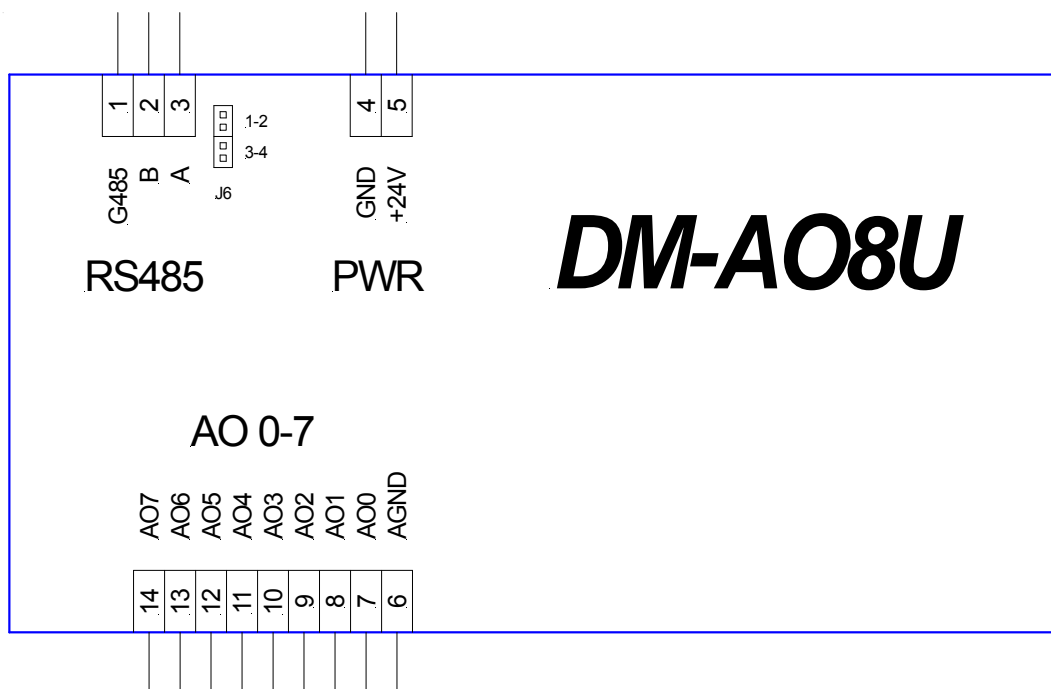 1 2 3 4 5
1-2
3-4
J6
G485 B A GND +24V
RS485 PWR DM-AO8U
AO 0-7
AO7 AO6 AO5 AO4 AO3 AO2 AO1 AO0 AGND
14 13 12 11 10 9 8 7 6